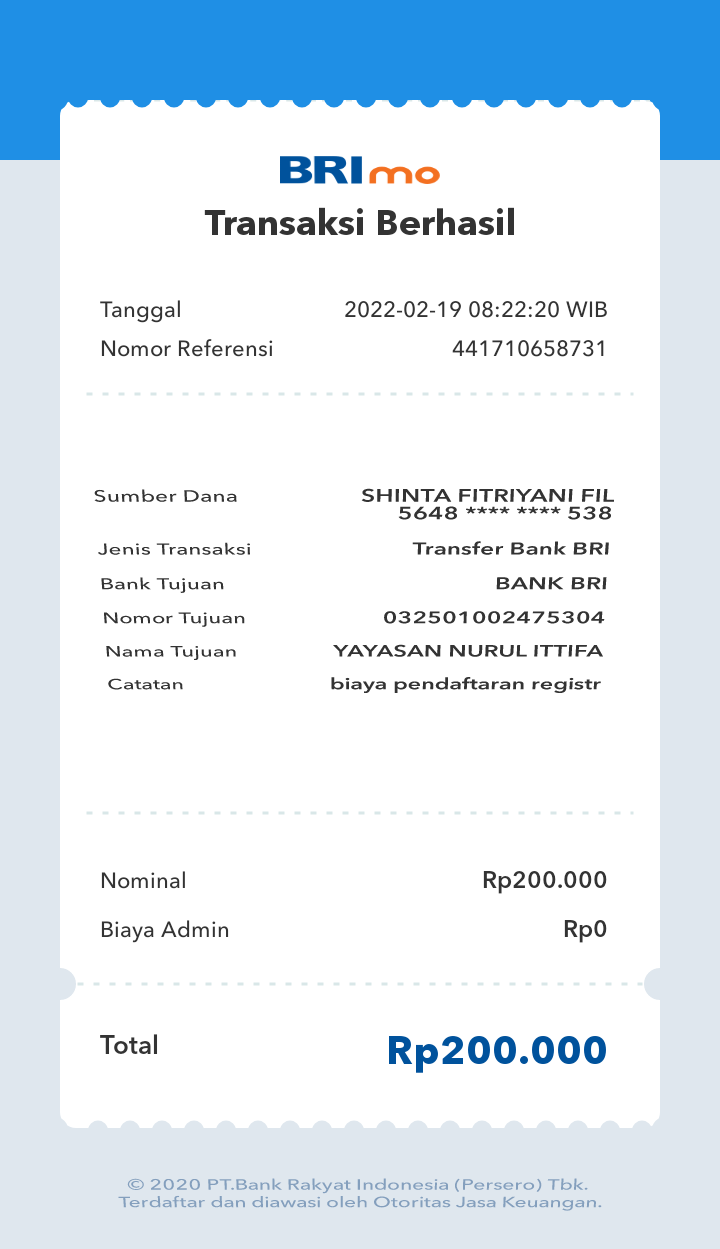 BRImo
Transaksi Berhasil
Tanggal 2022-02-19 08:22:20 WIB
Nomor Referensi 441710658731
Sumber Dana SHINTA FITRIYANI FIL
5648 **** **** 538
Jenis Transaksi Transfer Bank BRI
Bank Tujuan BANK BRI
Nomor Tujuan 032501002475304
Nama Tujuan YAYASAN NURUL ITTIFA
Catatan biaya pendaftaran registr
Nominal Rp200.000
Biaya Admin Rp0
Total Rp200.000
© 2020 PT.Bank Rakyat Indonesia (Persero) Tbk.
Terdaftar dan diawasi oleh Otoritas Jasa Keuangan.